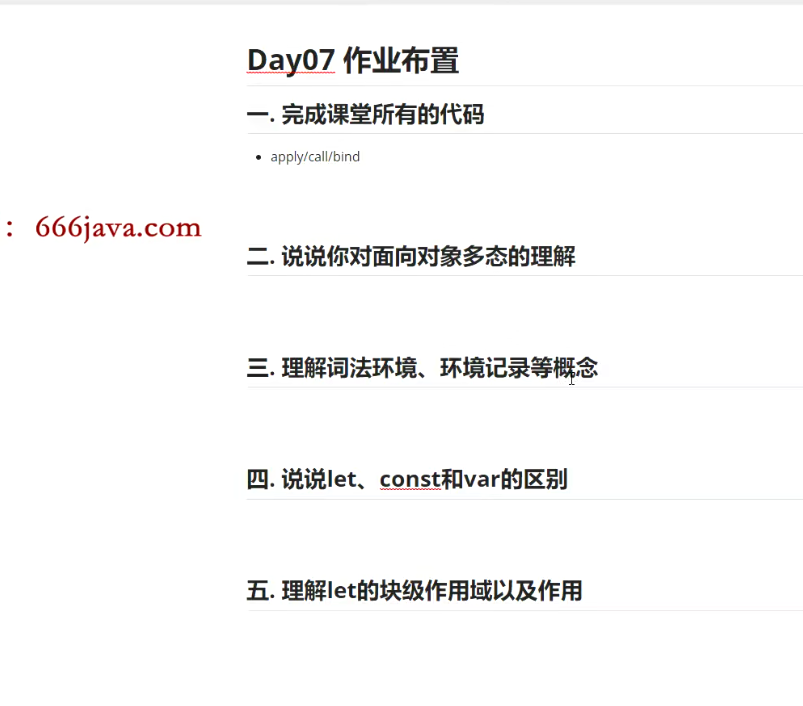 Day07 作业布置
一. 完成课堂所有的代码
apply/call/bind
： 666java.com
二. 说说你对面向对象多态的理解
三. 理解词法环境、环境记录等概念
四. 说说let、const和var的区别
五. 理解let的块级作用域以及作用